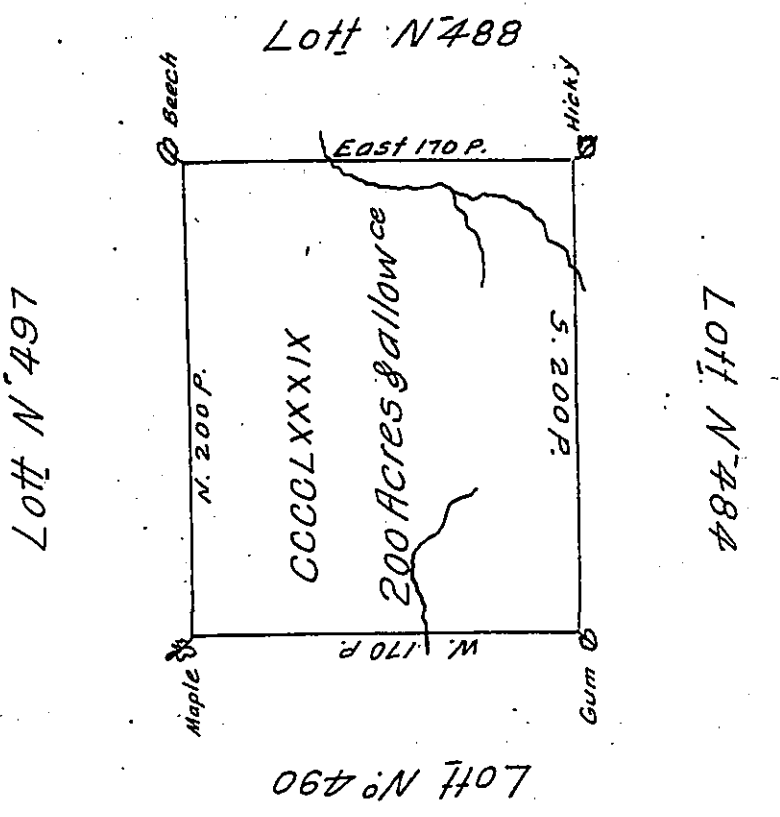 Lott N° 488
Beech
Hicky
East 170 P.
Lott N° 497
N. 200 P.
CCCCLXXXIX
200 Acres & allowce
S. 200 P.
Lott N° 484
W. 170 P.
Maple
Gum
Lott N° 490